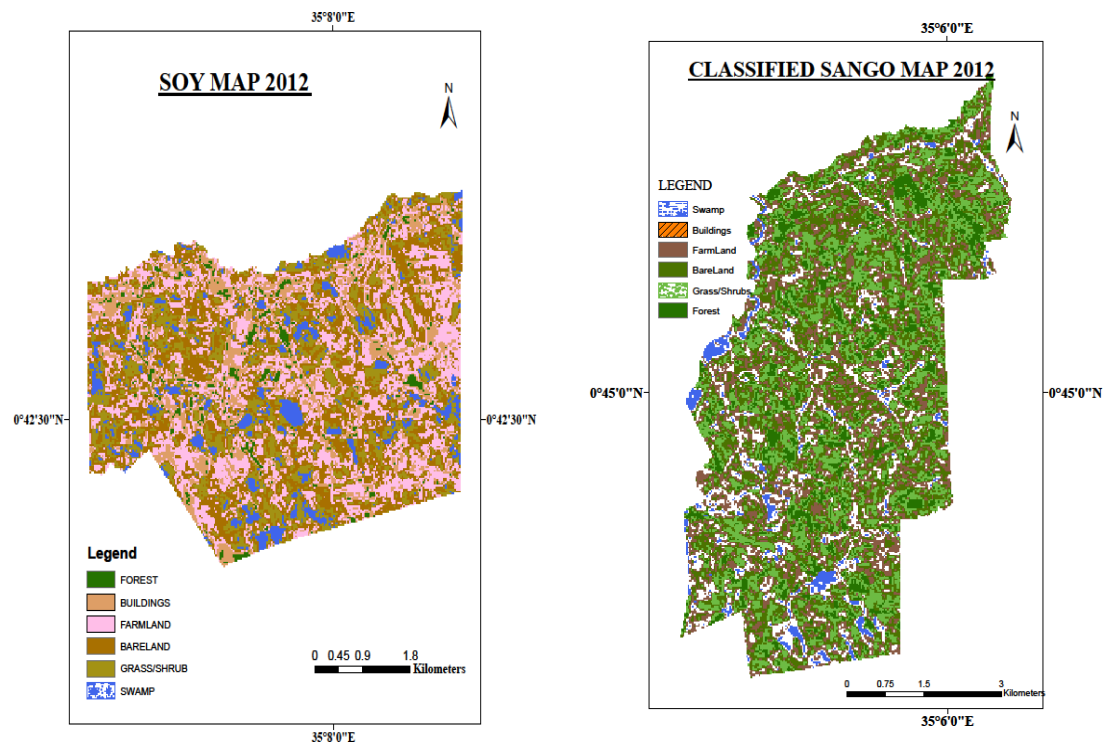 35°8'0"E
SOY MAP 2012
N
0°42'30"N
0°42'30"N
Legend
FOREST
BUILDINGS
FARMLAND
BARELAND
GRASS/SHRUB
SWAMP
0 0.45 0.9 1.8
Kilometers
35°8'0"E
35°6'0"E
CLASSIFIED SANGO MAP 2012
N
LEGEND
Swamp
Buildings
FarmLand
BareLand
Grass/Shrubs
Forest
0°45'0"N
0°45'0"N
0 0.75 1.5 3
Kilometers
35°6'0"E